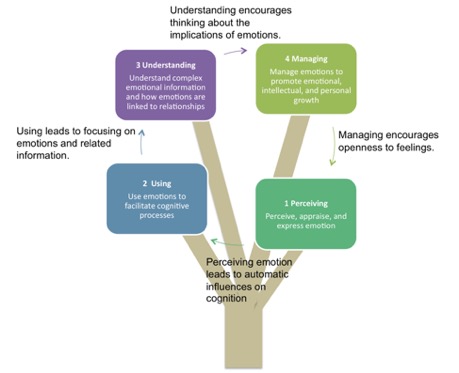 Understanding encourages
thinking about the
implications of emotions.
3 Understanding
Understand complex
emotional information
and how emotions are
linked to relationships
4 Managing
Manage emotions to
promote emotional,
intellectual, and personal
growth
Using leads to focusing on
emotions and related
information.
Managing encourages
openness to feelings.
2 Using
Use emotions to
facilitate cognitive
processes
1 Perceiving
Perceive, appraise, and
express emotion
Perceiving emotion
leads to automatic
influences on
cognition